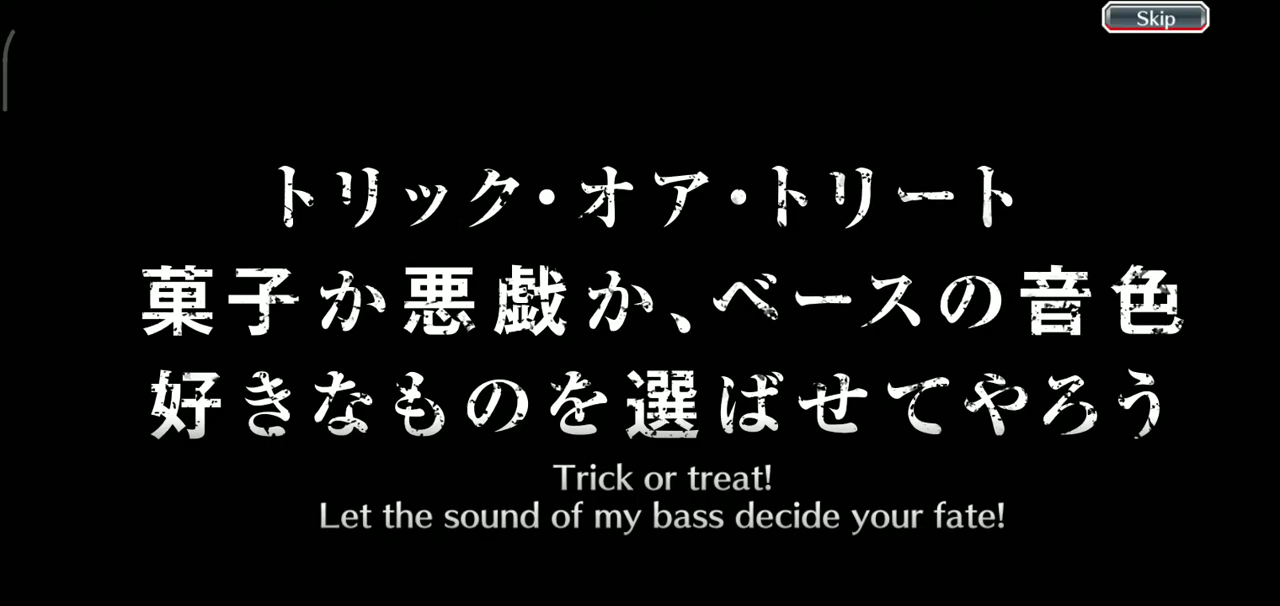 Skip
トリック・オア・トリート
菓子か悪戯か、ベースの音色
好きなものを選ばせてやろう
Trick or treat!
Let the sound of my bass decide your fate!